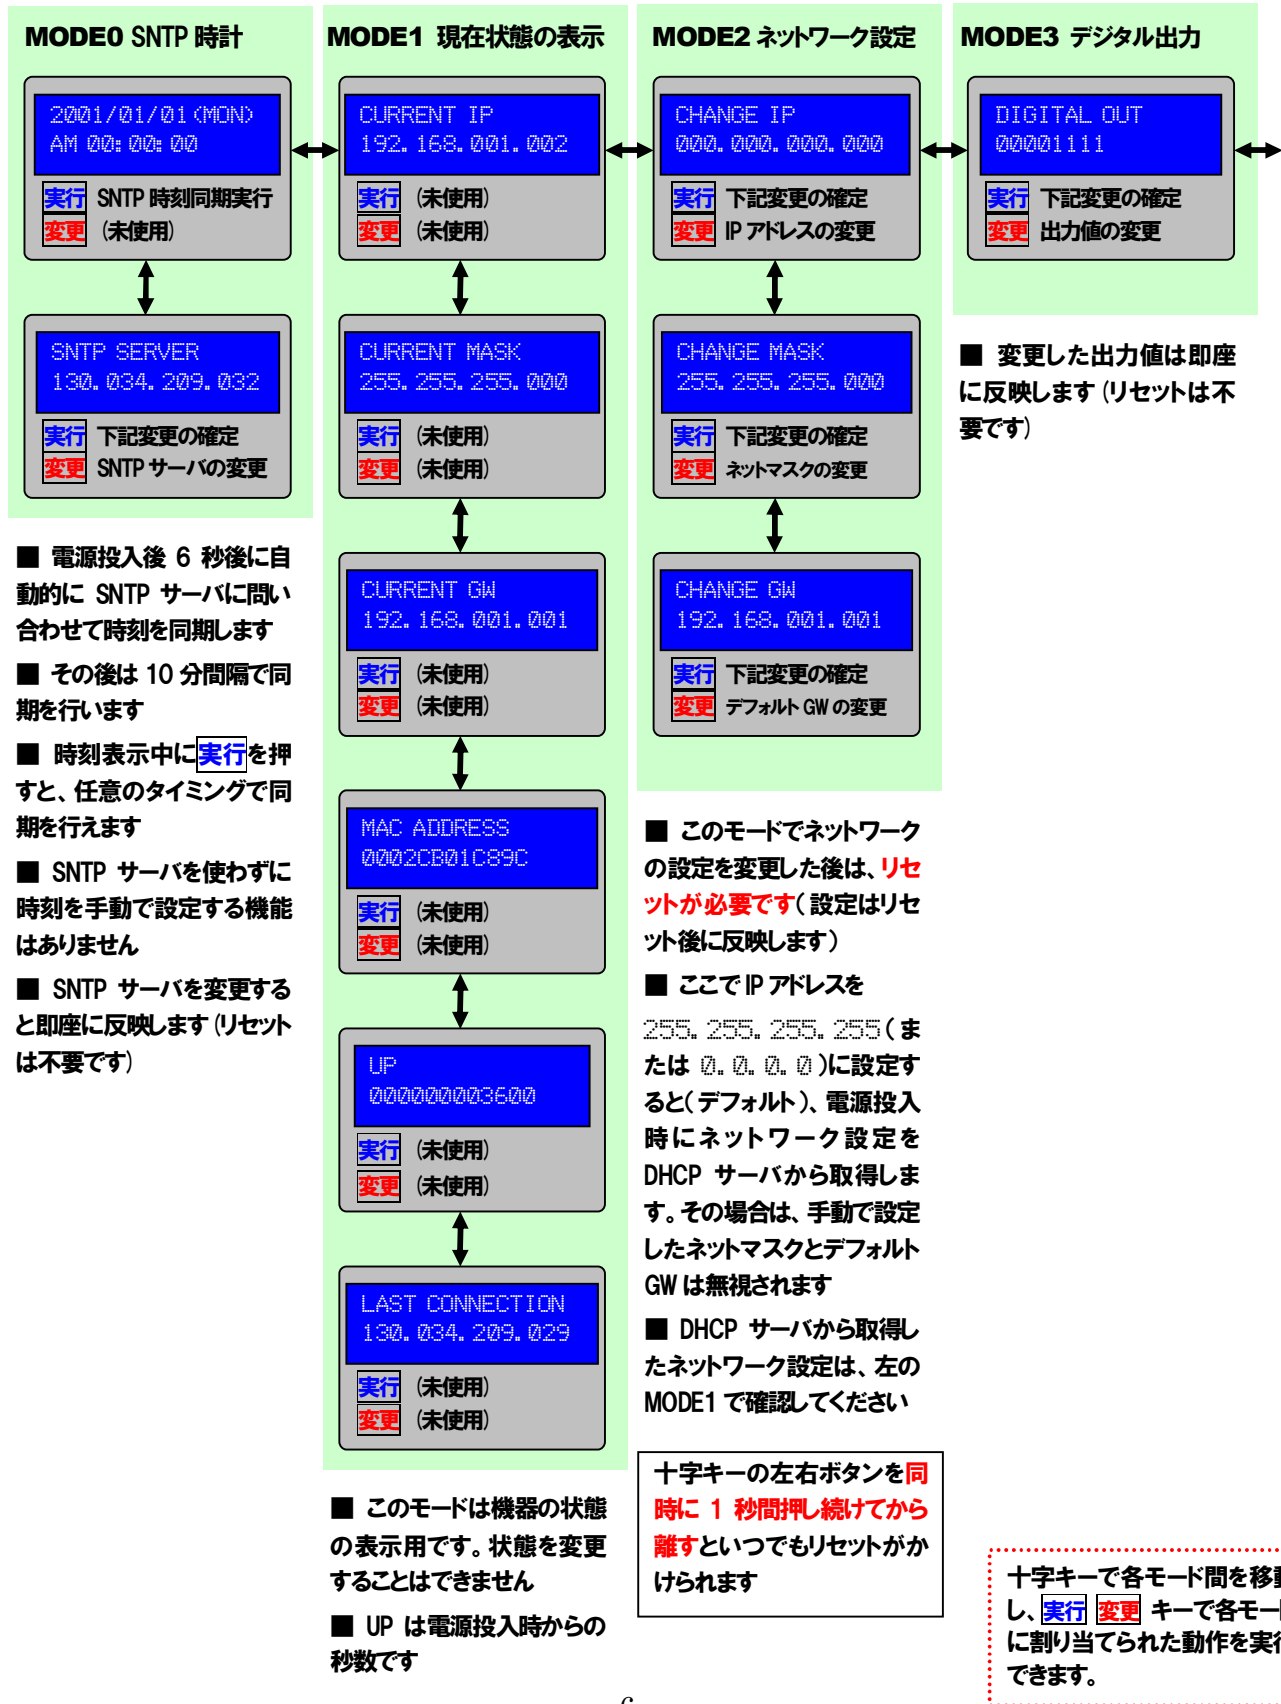 MODE0 SNTP 時計
2001/01/01(MON)
AM 00:00:00
実行 SNTP 時刻同期実行
変更 (未使用)
SNTP SERVER
130.034.209.032
実行 下記変更の確定
変更 SNTP サーバの変更
■ 電源投入後 6 秒後に自
動的に SNTP サーバに問い
合わせて時刻を同期します
■ その後は 10 分間隔で同
期を行います
■ 時刻表示中に実行を押
すと、任意のタイミングで同
期を行えます
■ SNTP サーバを使わずに
時刻を手動で設定する機能
はありません
■ SNTP サーバを変更する
と即座に反映します(リセット
は不要です)
MODE1 現在状態の表示
CURRENT IP
192.168.001.002
実行 (未使用)
変更 (未使用)
CURRENT MASK
255.255.255.000
実行 (未使用)
変更 (未使用)
CURRENT GW
192.168.001.001
実行 (未使用)
変更 (未使用)
MAC ADDRESS
0002CB01C89C
実行 (未使用)
変更 (未使用)
UP
000000003600
実行 (未使用)
変更 (未使用)
LAST CONNECTION
130.034.209.029
実行 (未使用)
変更 (未使用)
■ このモードは機器の状態
の表示用です。状態を変更
することはできません
■ UP は電源投入時からの
秒数です
MODE2 ネットワーク設定
CHANGE IP
000.000.000.000
実行 下記変更の確定
変更 IP アドレスの変更
CHANGE MASK
255.255.255.000
実行 下記変更の確定
変更 ネットマスクの変更
CHANGE GW
192.168.001.001
実行 下記変更の確定
変更 デフォルト GW の変更
■ このモードでネットワーク
の設定を変更した後は、リセ
ットが必要です(設定はリセ
ット後に反映します)
■ ここで IP アドレスを
255.255.255.255(ま
たは 0.0.0.0)に設定す
ると(デフォルト)、電源投入
時にネットワーク設定を
DHCP サーバから取得しま
す。その場合は、手動で設定
したネットマスクとデフォルト
GW は無視されます
■ DHCP サーバから取得し
たネットワーク設定は、左の
MODE1 で確認してください
十字キーの左右ボタンを同
時に 1 秒間押し続けてから
離すといつでもリセットがか
けられます
MODE3 デジタル出力
DIGITAL OUT
00001111
実行 下記変更の確定
変更 出力値の変更
■ 変更した出力値は即座
に反映します(リセットは不
要です)
十字キーで各モード間を移動
し、実行 変更 キーで各モード
に割り当てられた動作を実行
できます。